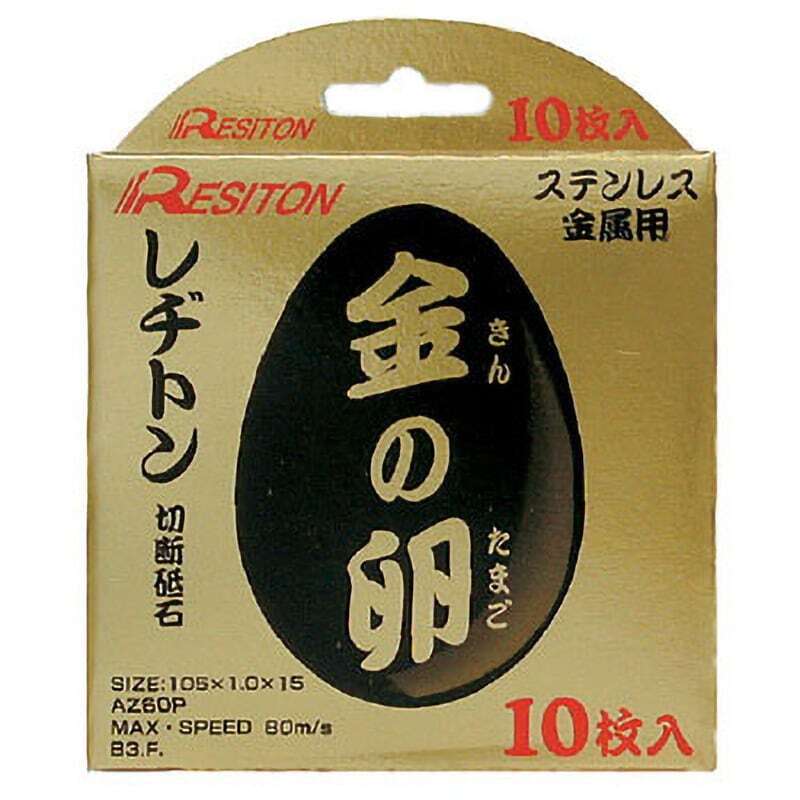 RESITON
10枚入
RESITON
ステンレス
金属用
レヂトン
切断砥石
金の卵
きん
たまご
SIZE:105×1.0×15
AZ60P
MAX・SPEED 80m/s
B3.F.
10枚入